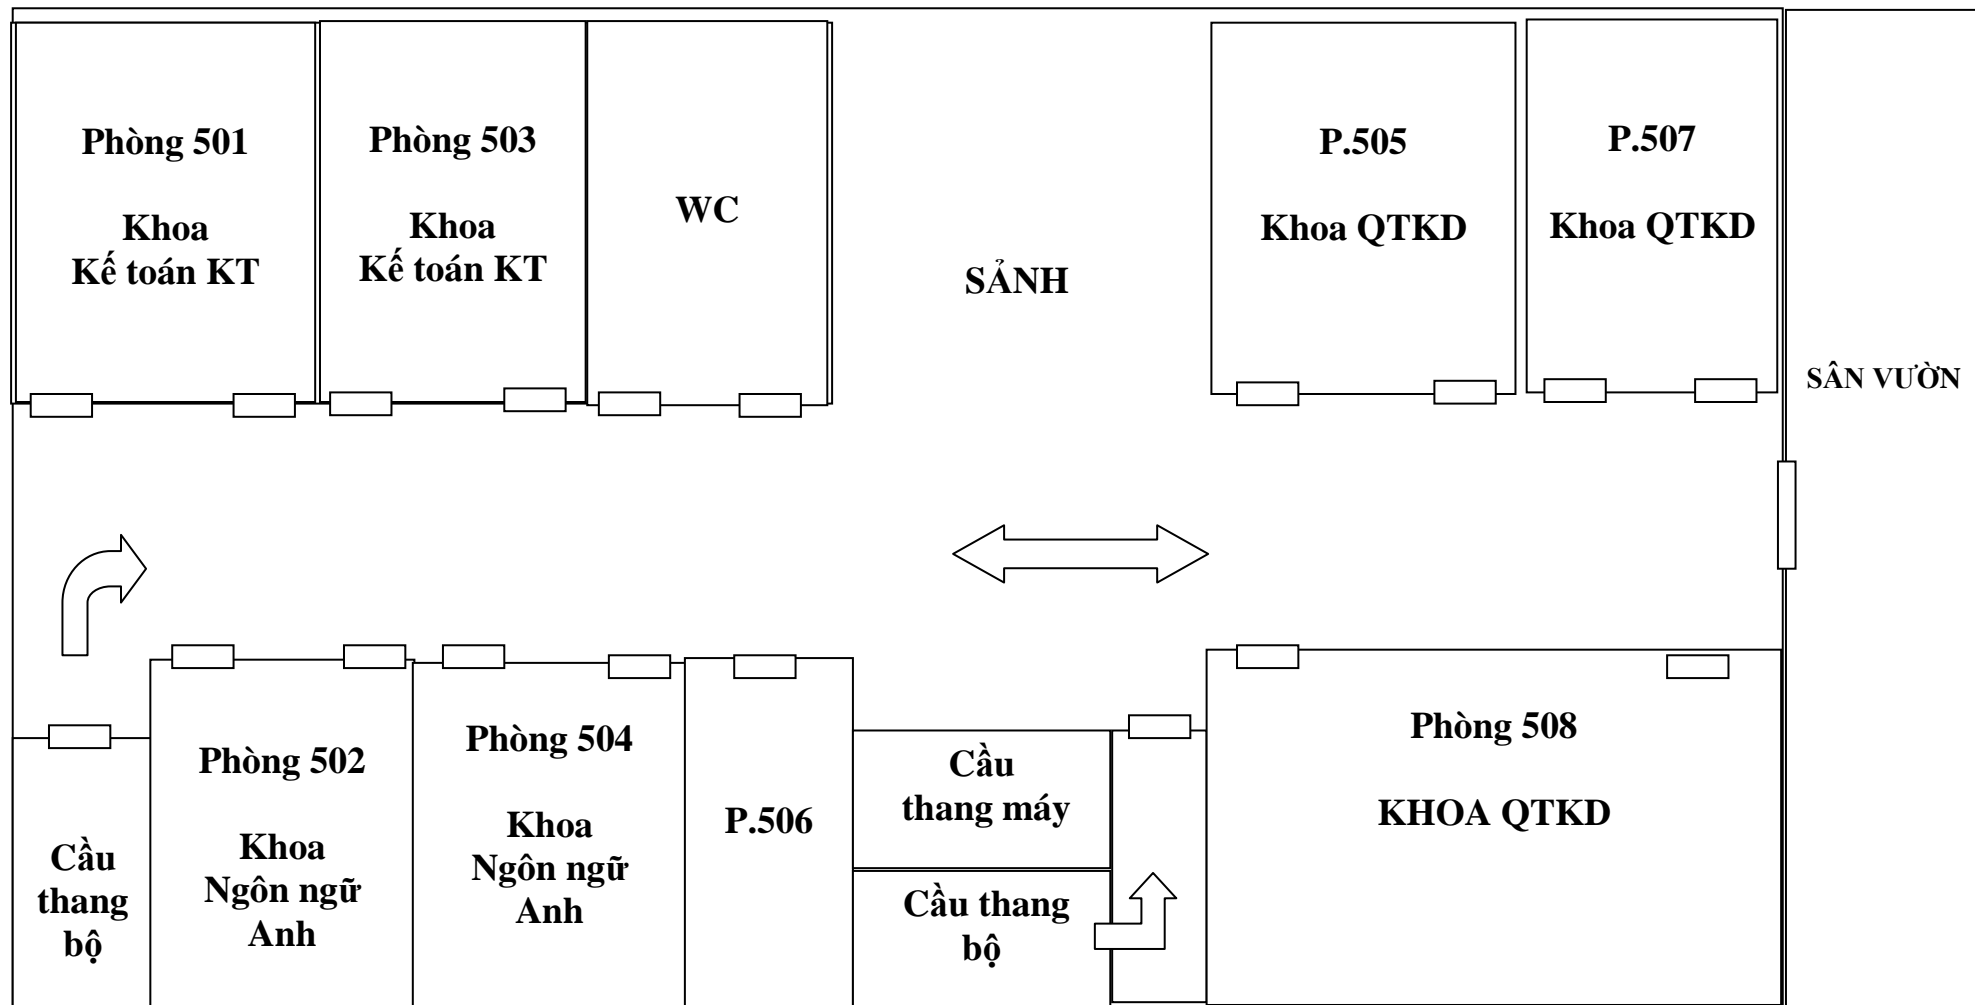 Phòng 501
Khoa
Kế toán KT
Phòng 503
Khoa
Kế toán KT
WC
SẢNH
P.505
Khoa QTKD
P.507
Khoa QTKD
SÂN VƯỜN
Cầu
thang
bộ
Phòng 502
Khoa
Ngôn ngữ
Anh
Phòng 504
Khoa
Ngôn ngữ
Anh
P.506
Cầu
thang máy
Cầu thang
bộ
Phòng 508
KHOA QTKD